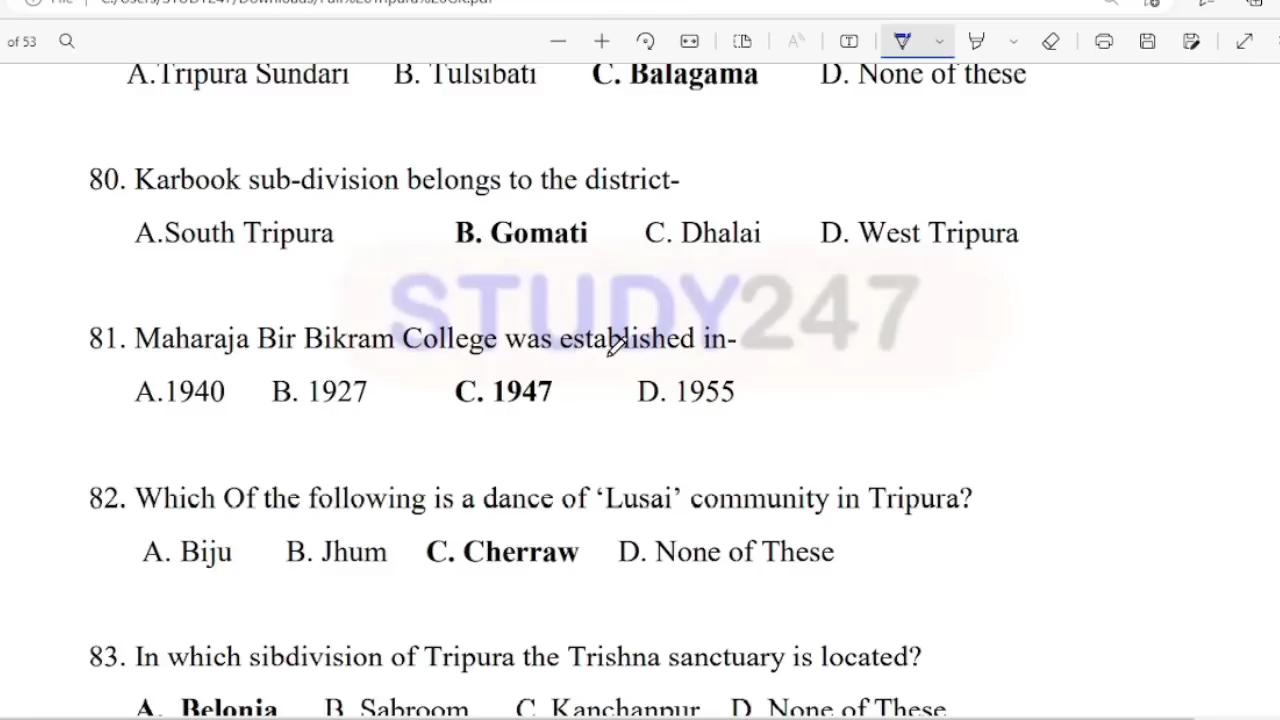 of 53
A.Tripura Sundari B. Tulsibati C. Balagama D. None of these
80. Karbook sub-division belongs to the district-
A.South Tripura B. Gomati C. Dhalai D. West Tripura
STUDY247
81. Maharaja Bir Bikram College was established in-
A.1940 B. 1927 C. 1947 D. 1955
82. Which Of the following is a dance of ‘Lusai’ community in Tripura?
A. Biju B. Jhum C. Cherraw D. None of These
83. In which sibdivision of Tripura the Trishna sanctuary is located?
A. Belonia B. Sabroom C. Kanchanpur D. None of These